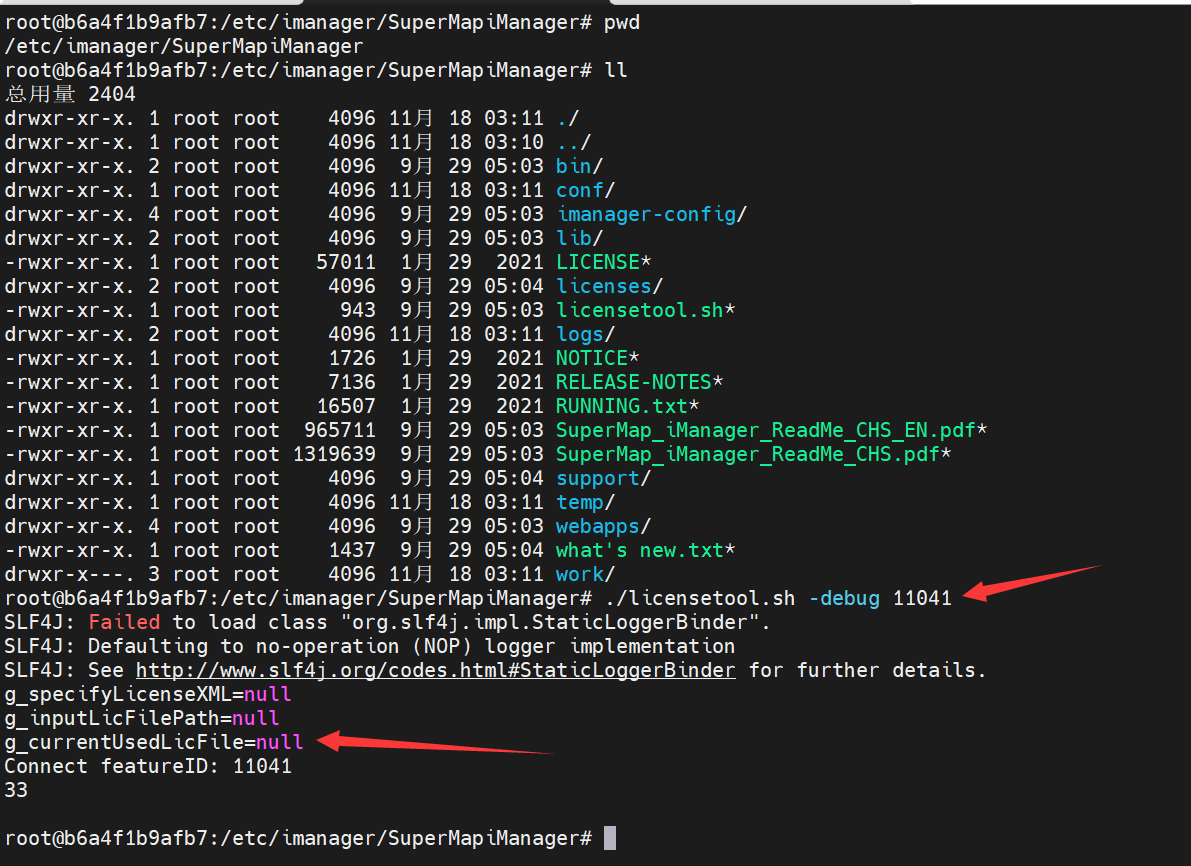 root@b6a4f1b9afb7:/etc/imanager/SuperMapiManager# pwd
/etc/imanager/SuperMapiManager
root@b6a4f1b9afb7:/etc/imanager/SuperMapiManager# ll
总用量 2404
drwxr-xr-x. 1 root root    4096 11月 18 03:11 ./
drwxr-xr-x. 1 root root    4096 11月 18 03:10 ../
drwxr-xr-x. 2 root root    4096  9月 29 05:03 bin/
drwxr-xr-x. 1 root root    4096 11月 18 03:11 conf/
drwxr-xr-x. 4 root root    4096  9月 29 05:03 imanager-config/
drwxr-xr-x. 2 root root    4096  9月 29 05:03 lib/
-rwxr-xr-x. 1 root root   57011  1月 29  2021 LICENSE*
drwxr-xr-x. 2 root root    4096  9月 29 05:04 licenses/
-rwxr-xr-x. 1 root root     943  9月 29 05:03 licensetool.sh*
drwxr-xr-x. 2 root root    4096 11月 18 03:11 logs/
-rwxr-xr-x. 1 root root    1726  1月 29  2021 NOTICE*
-rwxr-xr-x. 1 root root    7136  1月 29  2021 RELEASE-NOTES*
-rwxr-xr-x. 1 root root   16507  1月 29  2021 RUNNING.txt*
-rwxr-xr-x. 1 root root  965711  9月 29 05:03 SuperMap_iManager_ReadMe_CHS_EN.pdf*
-rwxr-xr-x. 1 root root 1319639  9月 29 05:03 SuperMap_iManager_ReadMe_CHS.pdf*
drwxr-xr-x. 1 root root    4096  9月 29 05:04 support/
drwxr-xr-x. 1 root root    4096 11月 18 03:11 temp/
drwxr-xr-x. 4 root root    4096  9月 29 05:03 webapps/
-rwxr-xr-x. 1 root root    1437  9月 29 05:04 what's new.txt*
drwxr-x---. 3 root root    4096 11月 18 03:11 work/
root@b6a4f1b9afb7:/etc/imanager/SuperMapiManager# ./licensetool.sh -debug 11041
SLF4J: Failed to load class "org.slf4j.impl.StaticLoggerBinder".
SLF4J: Defaulting to no-operation (NOP) logger implementation
SLF4J: See http://www.slf4j.org/codes.html#StaticLoggerBinder for further details.
g_specifyLicenseXML=null
g_inputLicFilePath=null
g_currentUsedLicFile=null
Connect featureID: 11041
33
root@b6a4f1b9afb7:/etc/imanager/SuperMapiManager#